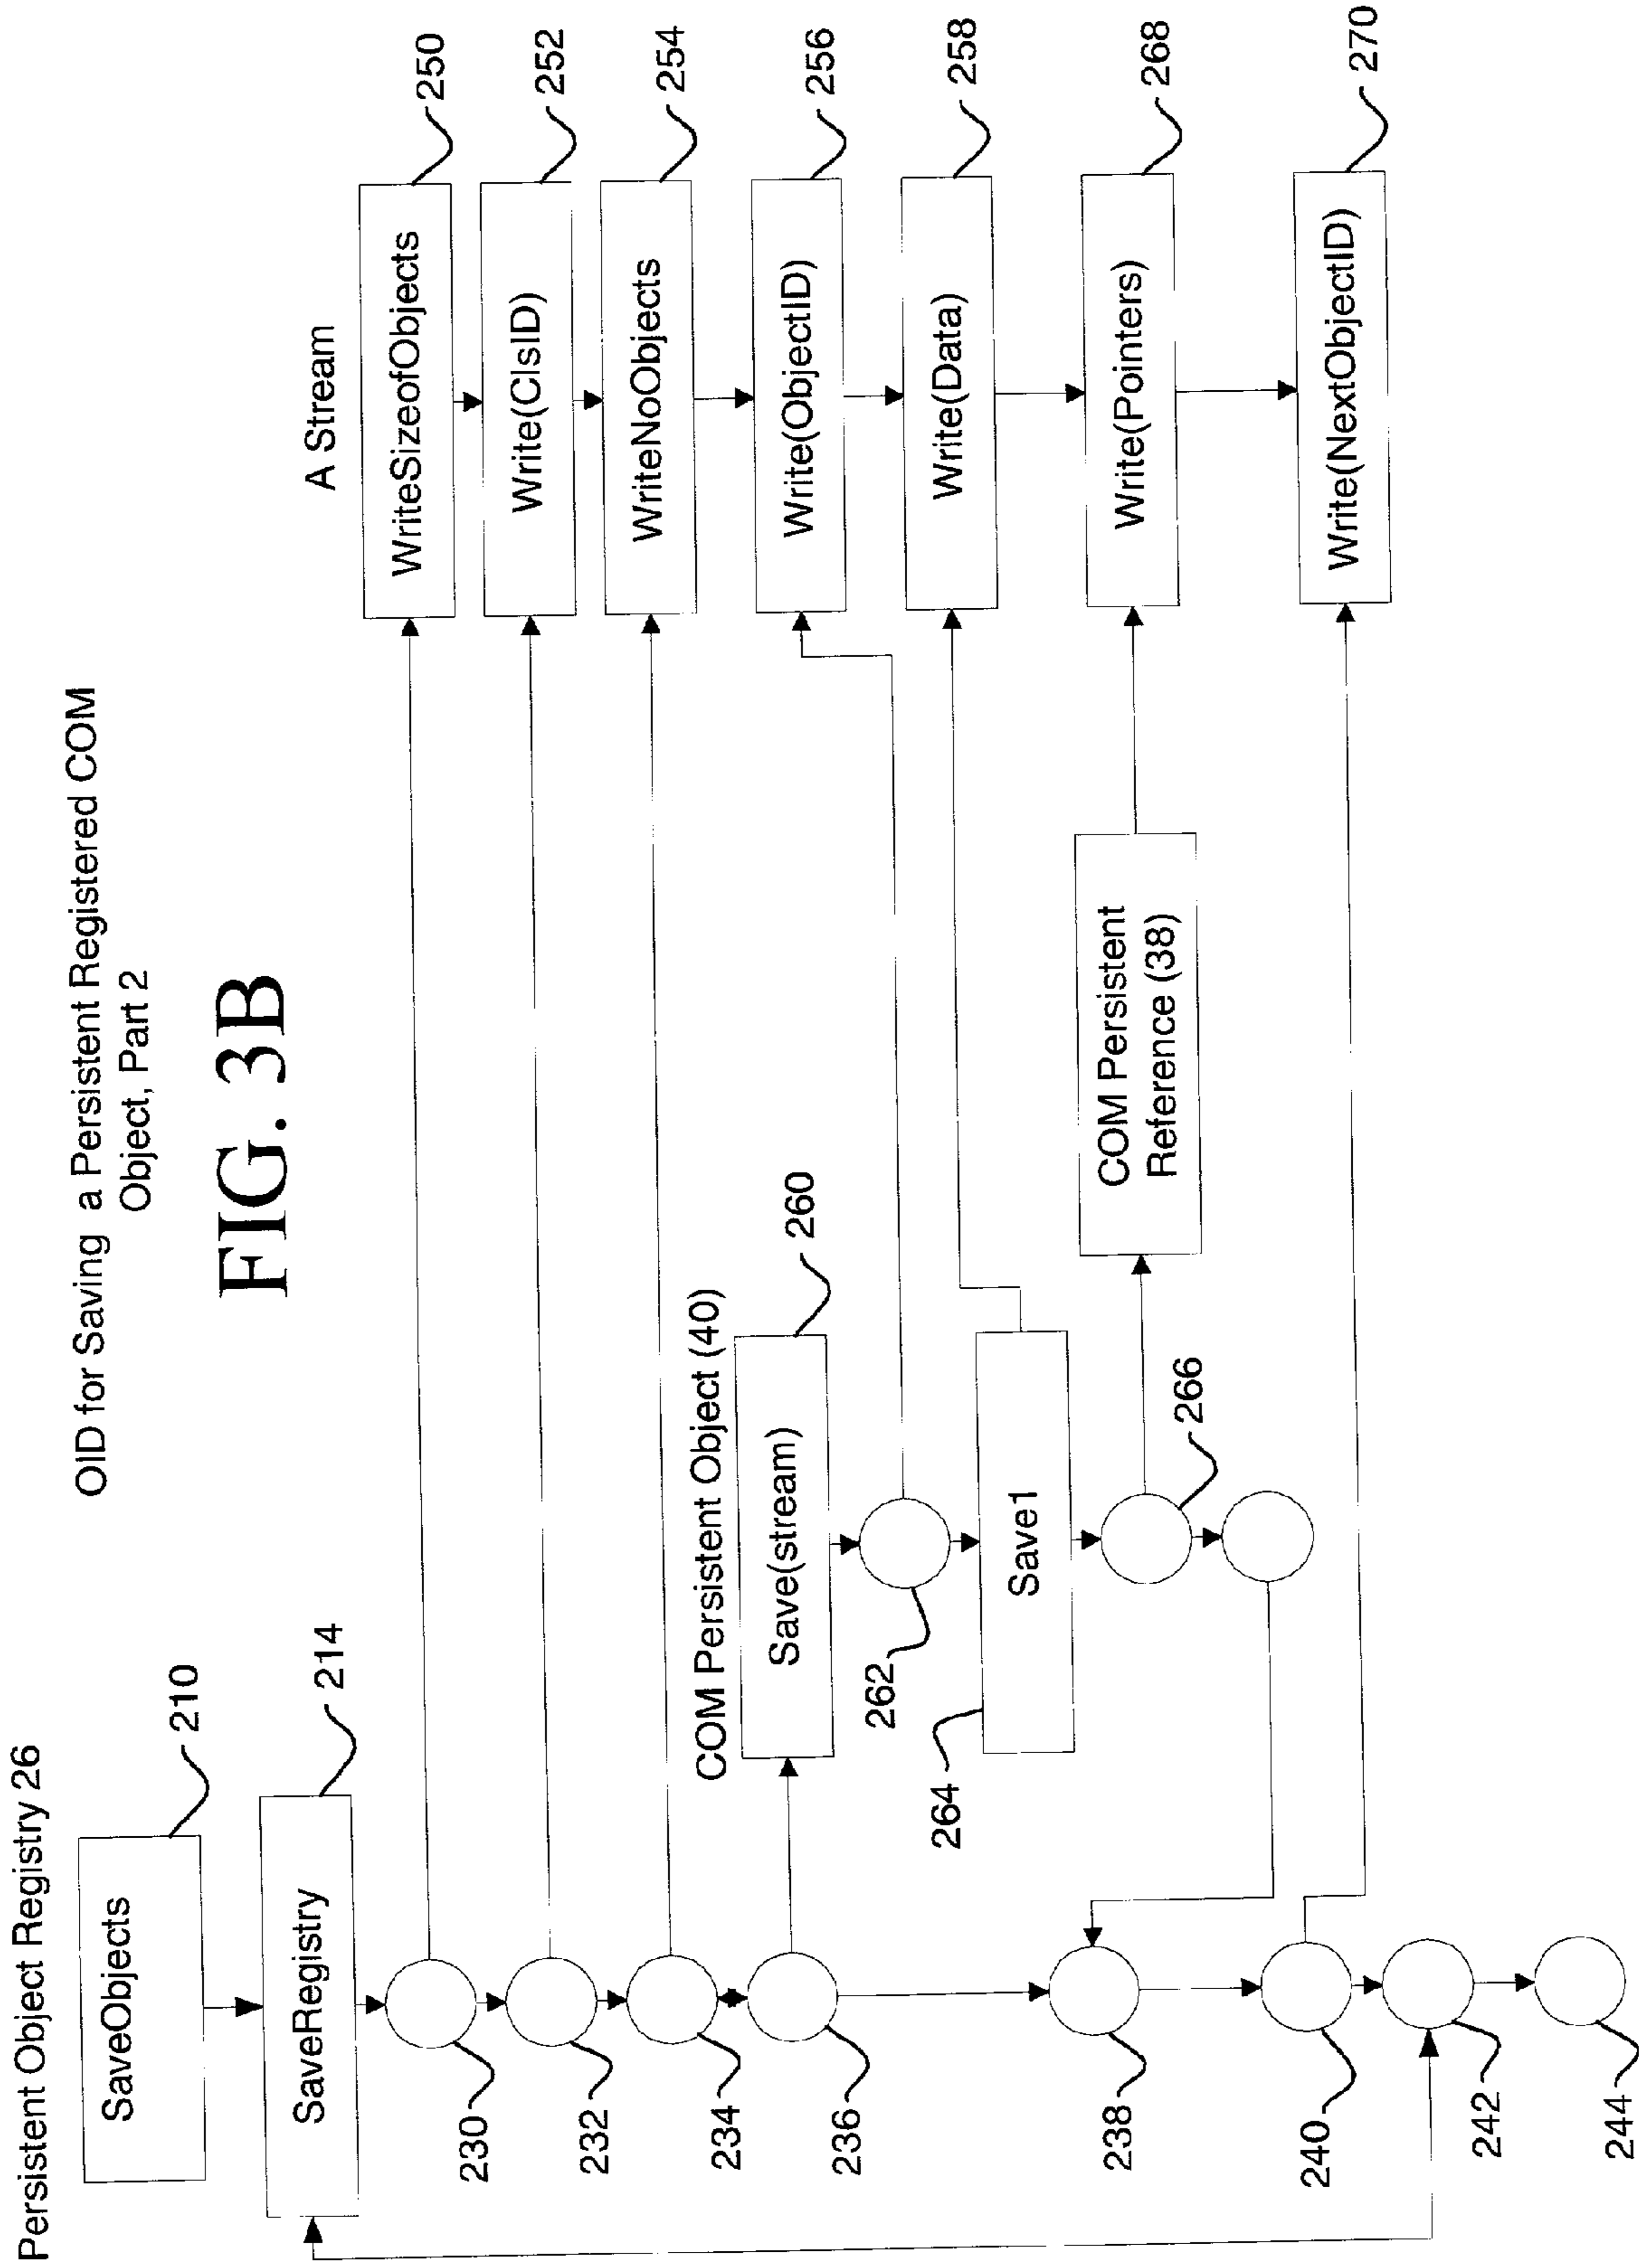 OID for Saving a Persistent Registered COM
Object, Part 2
FIG. 3B
Persistent Object Registry 26
A Stream
SaveObjects
210
SaveRegistry
214
WriteSizeofObjects
250
230
Write(ClsID)
252
232
WriteNoObjects
254
234
COM Persistent Object (40)
Save(stream)
260
Write(ObjectID)
256
236
262
Write(Data)
258
264
Save1
COM Persistent
Reference (38)
Write(Pointers)
268
238
266
Write(NextObjectID)
270
240
242
244